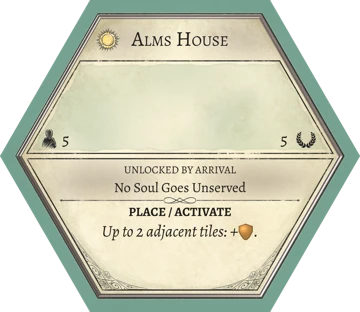 Alms House
5 5
UNLOCKED BY ARRIVAL
No Soul Goes Unserved
PLACE / ACTIVATE
Up to 2 adjacent tiles: +.